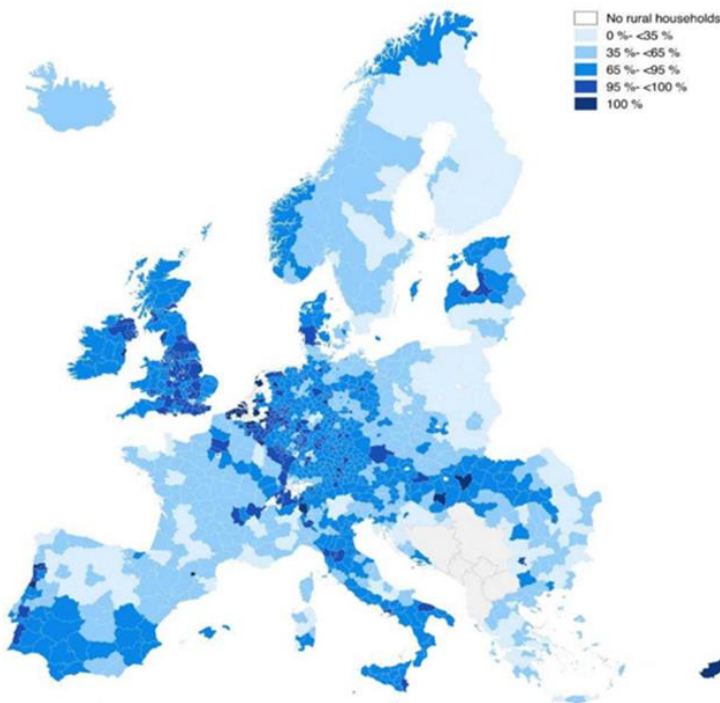 No rural households
0 %- <35 %
35 %- <65 %
65 %- <95 %
95 %- <100 %
100 %